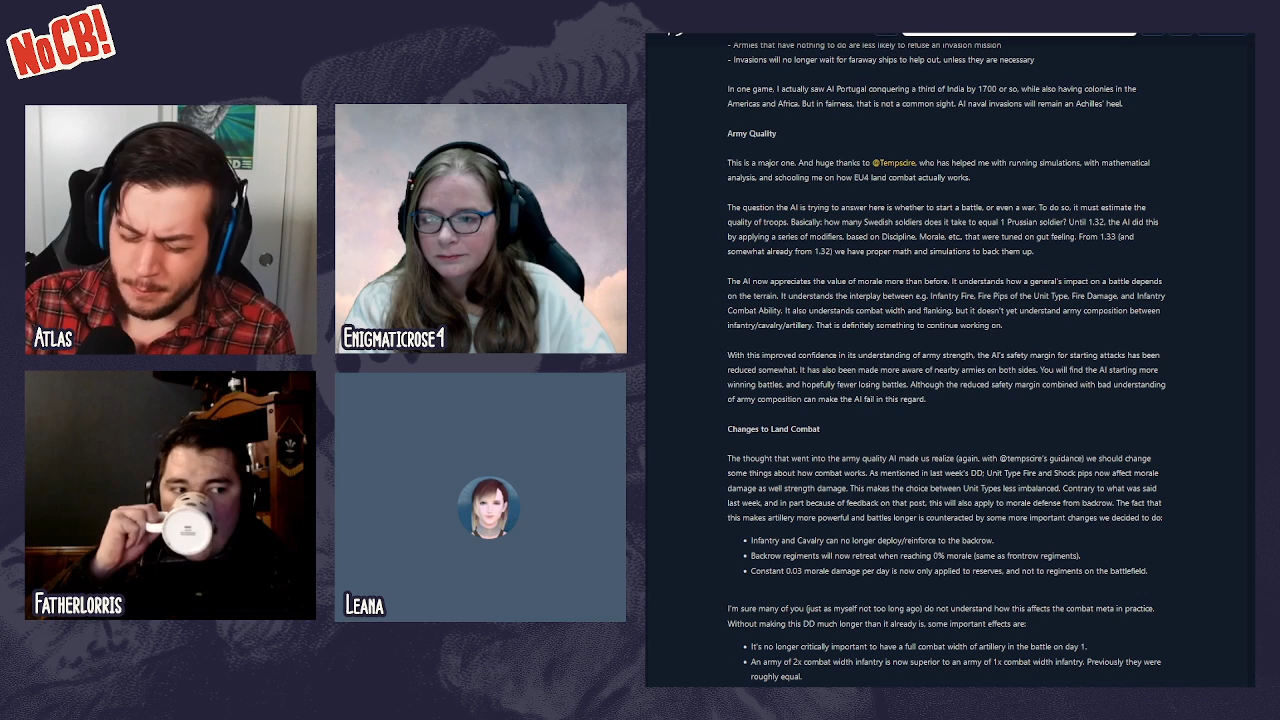 NoCB!
- Armies that have nothing to do are less likely to refuse an invasion mission
- Invasions will no longer wait for faraway ships to help out, unless they are necessary
In one game, I actually saw AI Portugal conquering a third of India by 1700 or so, while also having colonies in the
Americas and Africa. But in fairness, that is not a common sight. AI naval invasions will remain an Achilles' heel.
Army Quality
This is a major one. And huge thanks to @Tempscire, who has helped me with running simulations, with mathematical
analysis, and schooling me on how EU4 land combat actually works.
The question the AI is trying to answer here is whether to start a battle, or even a war. To do so, it must estimate the
quality of troops. Basically: how many Swedish soldiers does it take to equal 1 Prussian soldier? Until 1.32, the AI did this
by applying a series of modifiers, based on Discipline, Morale, etc, that were tuned on gut feeling. From 1.33 (and
somewhat already from 1.32) we have proper math and simulations to back them up.
The AI now appreciates the value of morale more than before. It understands how a general's impact on a battle depends
on the terrain. It understands the interplay between e.g. Infantry Fire, Fire Pips of the Unit Type, Fire Damage, and Infantry
Combat Ability. It also understands combat width and flanking, but it doesn't yet understand army composition between
infantry/cavalry/artillery. That is definitely something to continue working on.
With this improved confidence in its understanding of army strength, the AI's safety margin for starting attacks has been
reduced somewhat. It has also been made more aware of nearby armies on both sides. You will find the AI starting more
winning battles, and hopefully fewer losing battles. Although the reduced safety margin combined with bad understanding
of army composition can make the AI fail in this regard.
Changes to Land Combat
The thought that went into the army quality AI made us realize (again, with @tempscire's guidance) we should change
some things about how combat works. As mentioned in last week's DD; Unit Type Fire and Shock pips now affect morale
damage as well strength damage. This makes the choice between Unit Types less imbalanced. Contrary to what was said
last week, and in part because of feedback on that post, this will also apply to morale defense from backrow. The fact that
this makes artillery more powerful and battles longer is counteracted by some more important changes we decided to do:
• Infantry and Cavalry can no longer deploy/reinforce to the backrow.
• Backrow regiments will now retreat when reaching 0% morale (same as frontrow regiments).
• Constant 0.03 morale damage per day is now only applied to reserves, and not to regiments on the battlefield.
I'm sure many of you (just as myself not too long ago) do not understand how this affects the combat meta in practice.
Without making this DD much longer than it already is, some important effects are:
• It's no longer critically important to have a full combat width of artillery in the battle on day 1.
• An army of 2x combat width infantry is now superior to an army of 1x combat width infantry. Previously they were
roughly equal.
Atlas
Enigmaticrose4
Fatherlorris
Leana